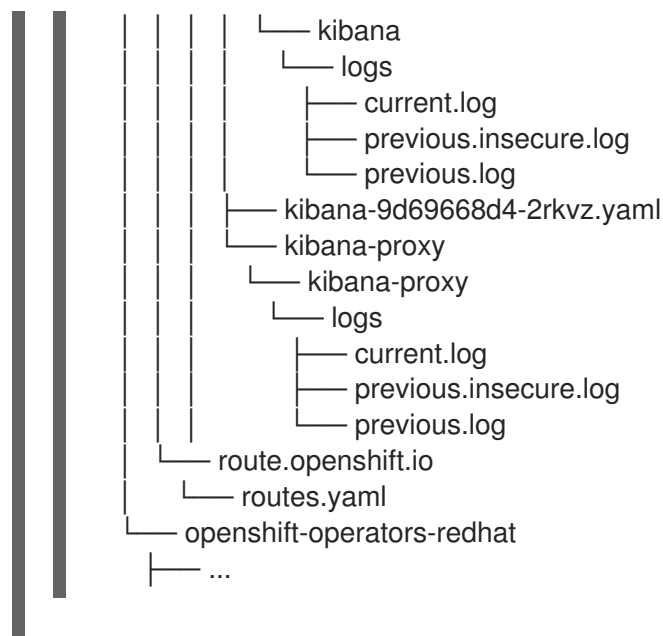 │ │ │ │ └── kibana
│ │ │ │ └── logs
│ │ │ │ ├── current.log
│ │ │ │ ├── previous.insecure.log
│ │ │ │ └── previous.log
│ │ │ ├── kibana-9d69668d4-2rkvz.yaml
│ │ │ └── kibana-proxy
│ │ │ └── kibana-proxy
│ │ │ └── logs
│ │ │ ├── current.log
│ │ │ ├── previous.insecure.log
│ │ │ └── previous.log
│ └── route.openshift.io
│ └── routes.yaml
└── openshift-operators-redhat
├── ...